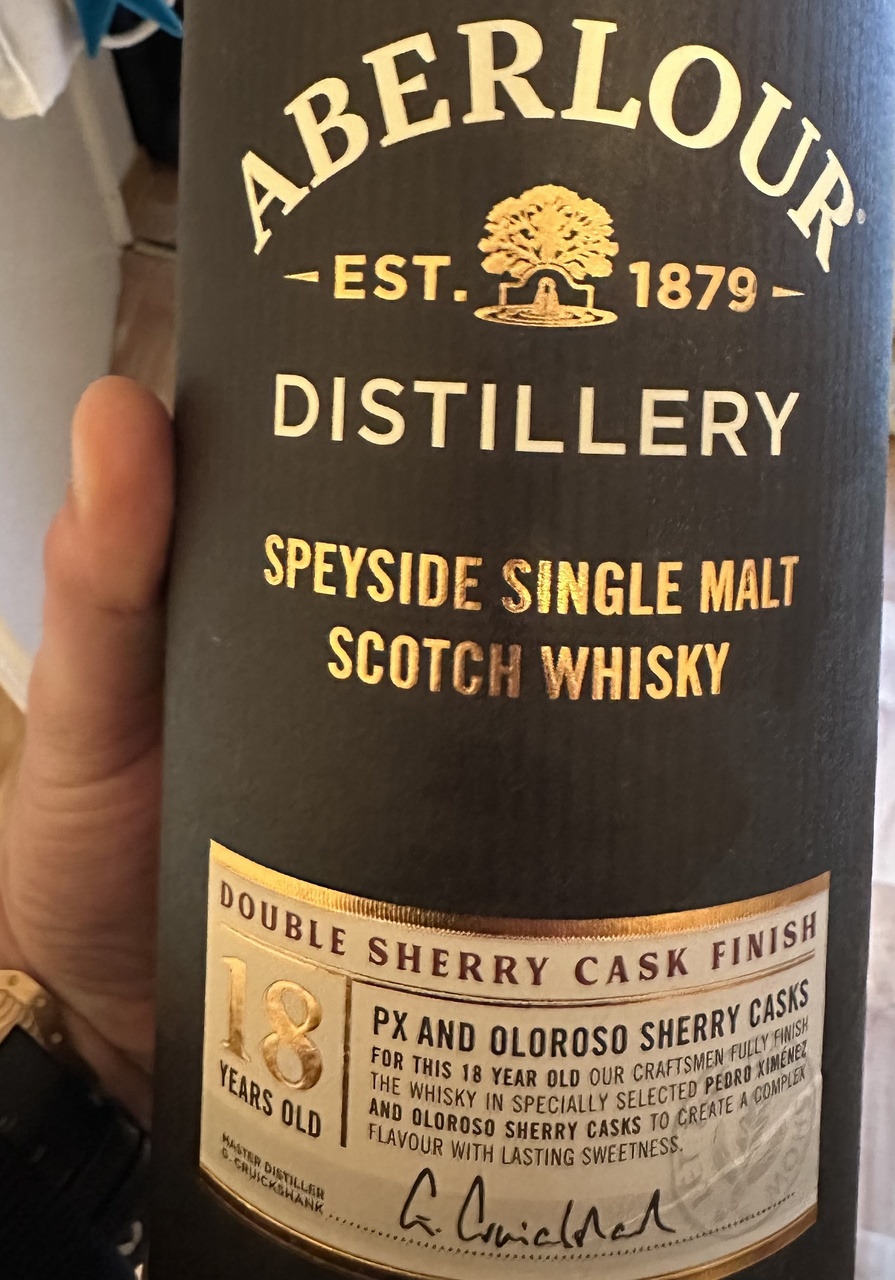 ABERLOUR®
EST. 1879
DISTILLERY
SPEYSIDE SINGLE MALT
SCOTCH WHISKY
DOUBLE SHERRY CASK FINISH
18
YEARS OLD
PX AND OLOROSO SHERRY CASKS
FOR THIS 18 YEAR OLD OUR CRAFTSMEN FULLY FINISH
THE WHISKY IN SPECIALLY SELECTED PEDRO XIMÉNEZ
AND OLOROSO SHERRY CASKS TO CREATE A COMPLEX
FLAVOUR WITH LASTING SWEETNESS.
MASTER DISTILLER
G. CRUICKSHANK
G. Cruickshank